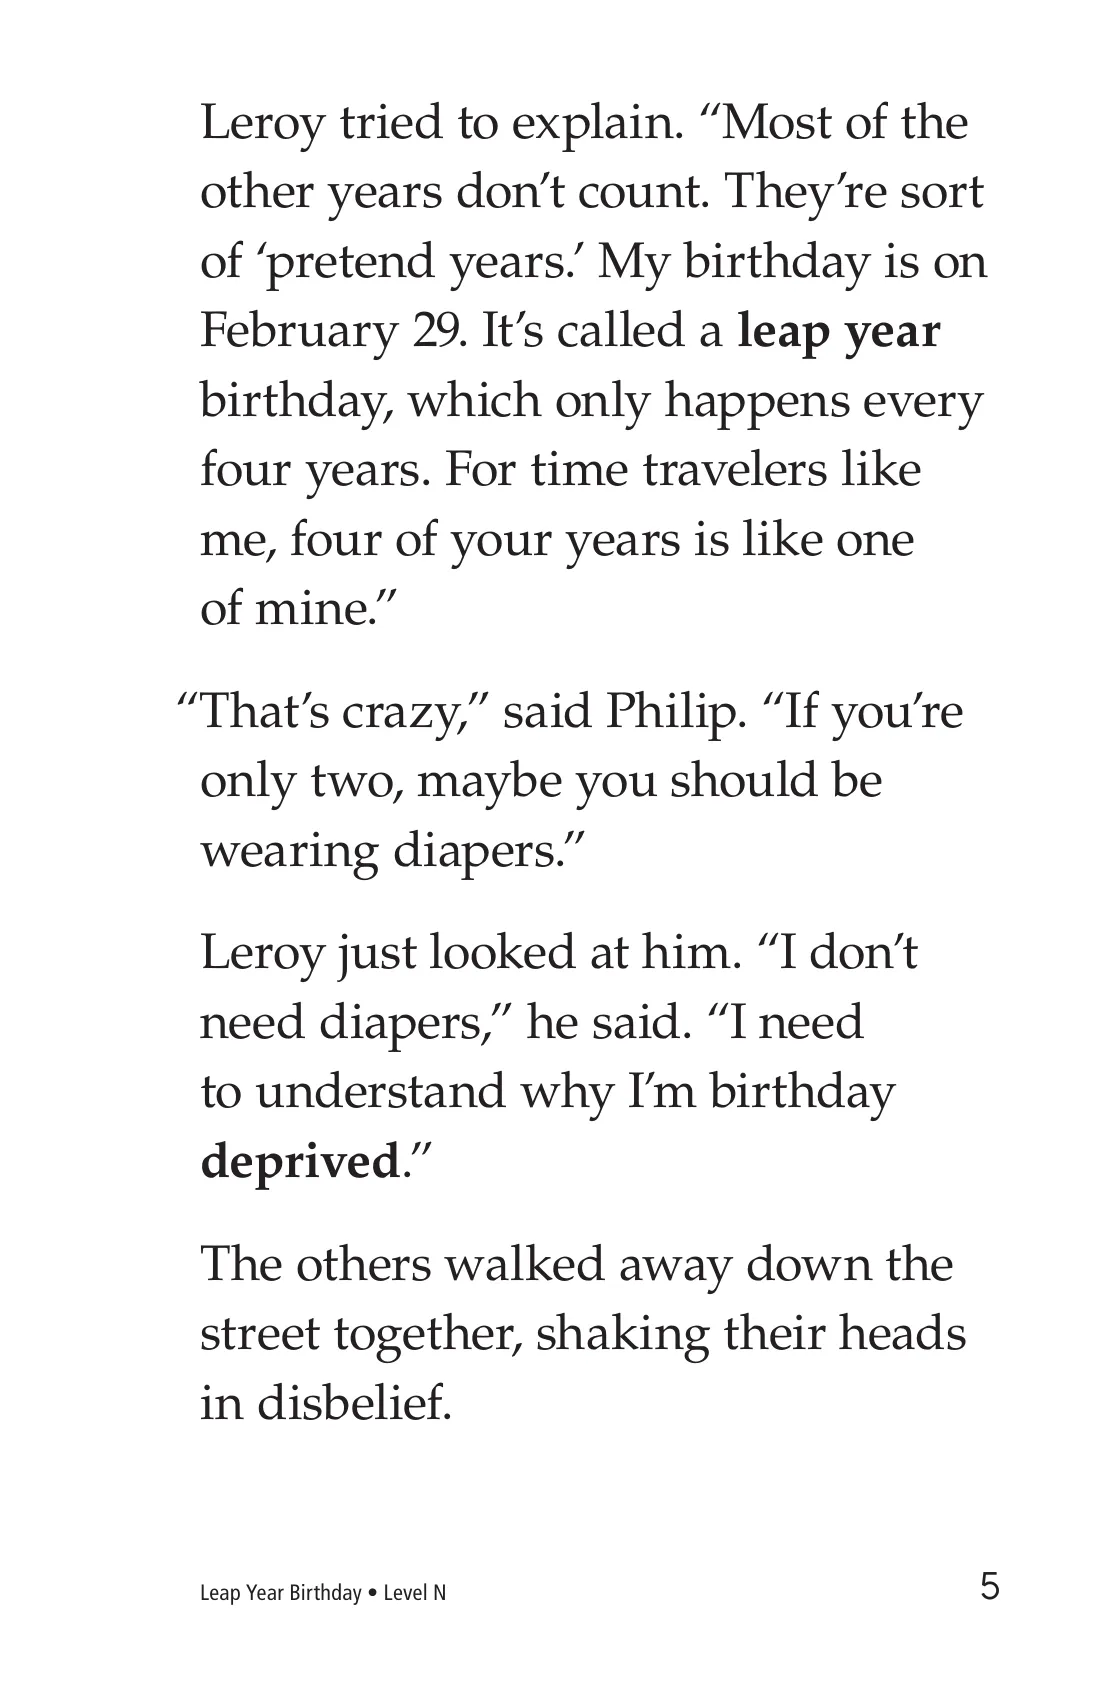 Leroy tried to explain. “Most of the
other years don’t count. They’re sort
of ‘pretend years.’ My birthday is on
February 29. It’s called a leap year
birthday, which only happens every
four years. For time travelers like
me, four of your years is like one
of mine.”
“That’s crazy,” said Philip. “If you’re
only two, maybe you should be
wearing diapers.”
Leroy just looked at him. “I don’t
need diapers,” he said. “I need
to understand why I’m birthday
deprived.”
The others walked away down the
street together, shaking their heads
in disbelief.
Leap Year Birthday • Level N 5